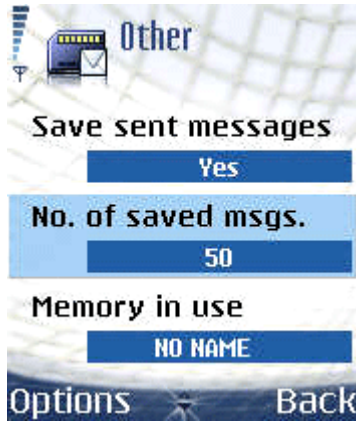 Other
Save sent messages
Yes
No. of saved msgs.
50
Memory in use
NO NAME
Options Back